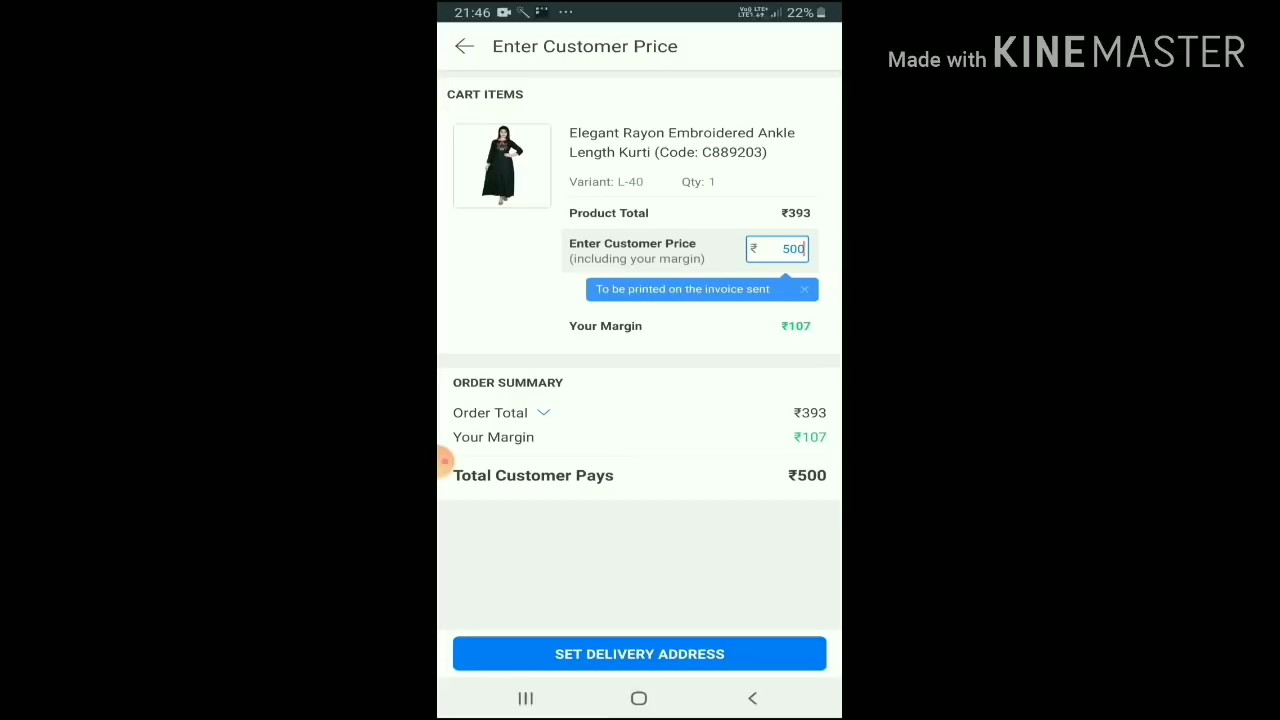 21:46
Vo)) LTE+
LTE1
22%
Enter Customer Price
Made with KINEMASTER
CART ITEMS
Elegant Rayon Embroidered Ankle
Length Kurti (Code: C889203)
Variant: L-40 Qty: 1
Product Total ₹393
Enter Customer Price ₹ 500
(including your margin)
To be printed on the invoice sent
Your Margin ₹107
ORDER SUMMARY
Order Total ₹393
Your Margin ₹107
Total Customer Pays ₹500
SET DELIVERY ADDRESS